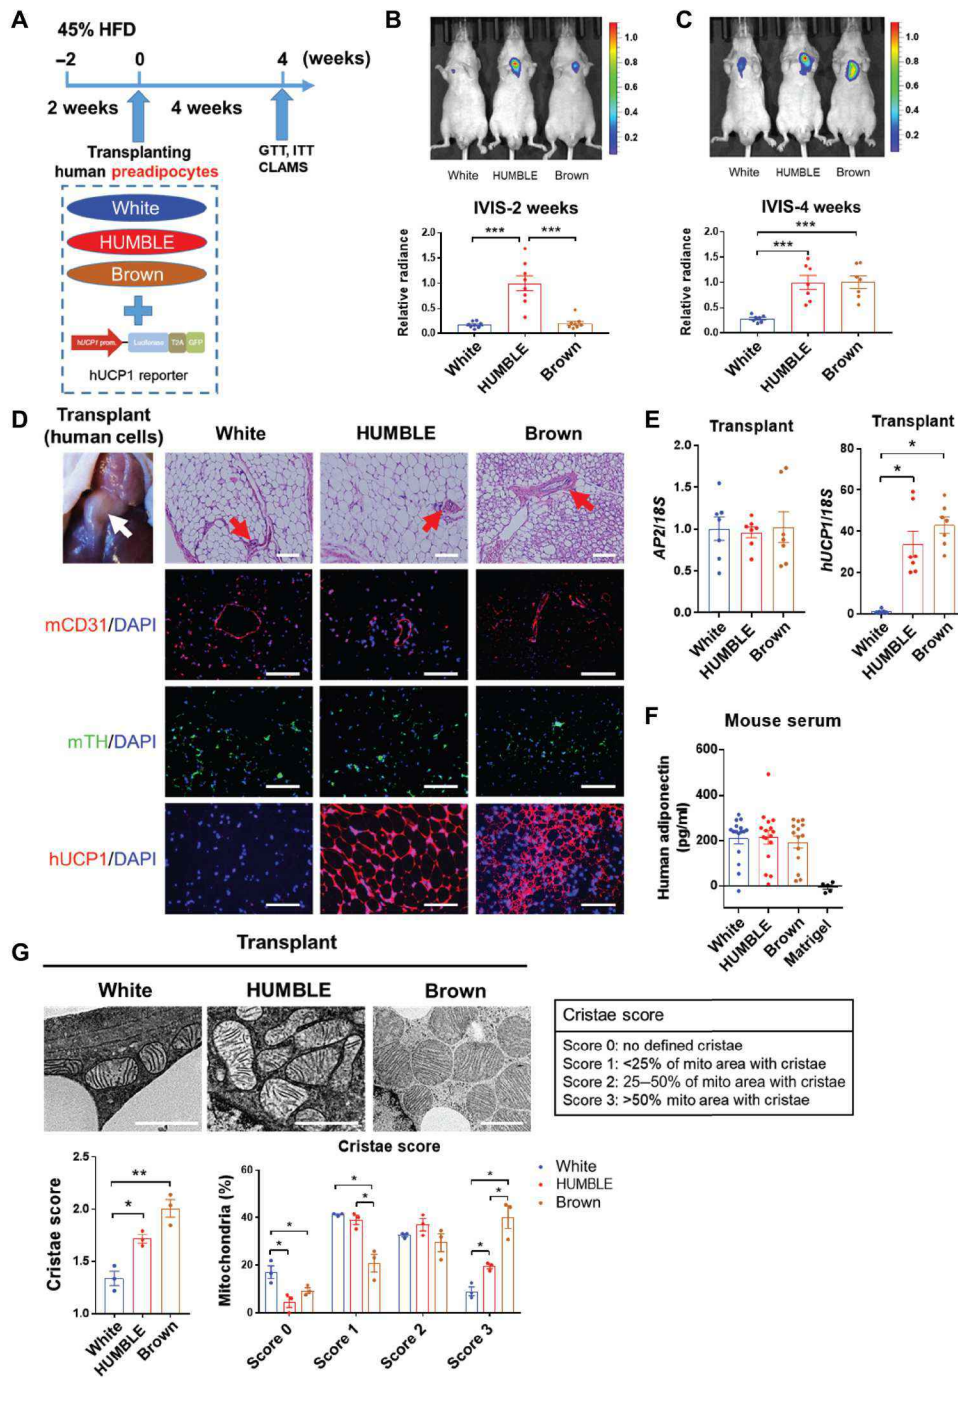 A
45% HFD
−2
0
4
(weeks)
2 weeks
4 weeks
Transplanting
human preadipocytes
GTT, ITT
CLAMS
White
HUMBLE
Brown
hUCP1 prom.
Luciferase
T2A
GFP
hUCP1 reporter
B
1.0
0.8
0.6
0.4
0.2
White
HUMBLE
Brown
IVIS-2 weeks
Relative radiance
2.0
1.5
1.0
0.5
0.0
***
***
White
HUMBLE
Brown
C
1.0
0.8
0.6
0.4
0.2
White
HUMBLE
Brown
IVIS-4 weeks
Relative radiance
2.0
1.5
1.0
0.5
0.0
***
***
White
HUMBLE
Brown
D
Transplant
(human cells)
White
HUMBLE
Brown
mCD31/DAPI
mTH/DAPI
hUCP1/DAPI
E
Transplant
AP2/18S
2.0
1.5
1.0
0.5
0.0
White
HUMBLE
Brown
Transplant
hUCP1/18S
80
60
40
20
0
*
*
White
HUMBLE
Brown
F
Mouse serum
Human adiponectin
(pg/ml)
600
400
200
0
White
HUMBLE
Brown
Matrigel
G
Transplant
White
HUMBLE
Brown
Cristae score
Score 0: no defined cristae
Score 1: <25% of mito area with cristae
Score 2: 25–50% of mito area with cristae
Score 3: >50% mito area with cristae
Cristae score
2.5
2.0
1.5
1.0
**
*
White
HUMBLE
Brown
Cristae score
Mitochondria (%)
60
40
20
0
*
*
*
*
*
*
*
Score 0
Score 1
Score 2
Score 3
White
HUMBLE
Brown